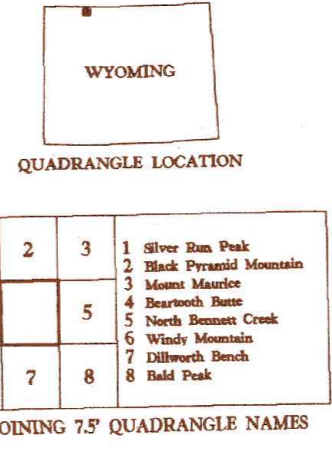 WYOMING
QUADRANGLE LOCATION
2 3
5
7 8
1 Silver Run Peak
2 Black Pyramid Mountain
3 Mount Maurice
4 Beartooth Butte
5 North Bennett Creek
6 Windy Mountain
7 Dillworth Bench
8 Bald Peak
OINING 7.5' QUADRANGLE NAMES